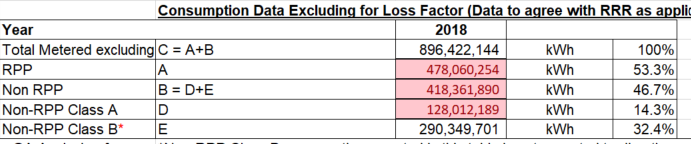 Consumption Data Excluding for Loss Factor (Data to agree with RRR as applic
Year 2018
Total Metered excluding C = A+B 896,422,144 kWh 100%
RPP A 478,060,254 kWh 53.3%
Non RPP B = D+E 418,361,890 kWh 46.7%
Non-RPP Class A D 128,012,189 kWh 14.3%
Non-RPP Class B* E 290,349,701 kWh 32.4%